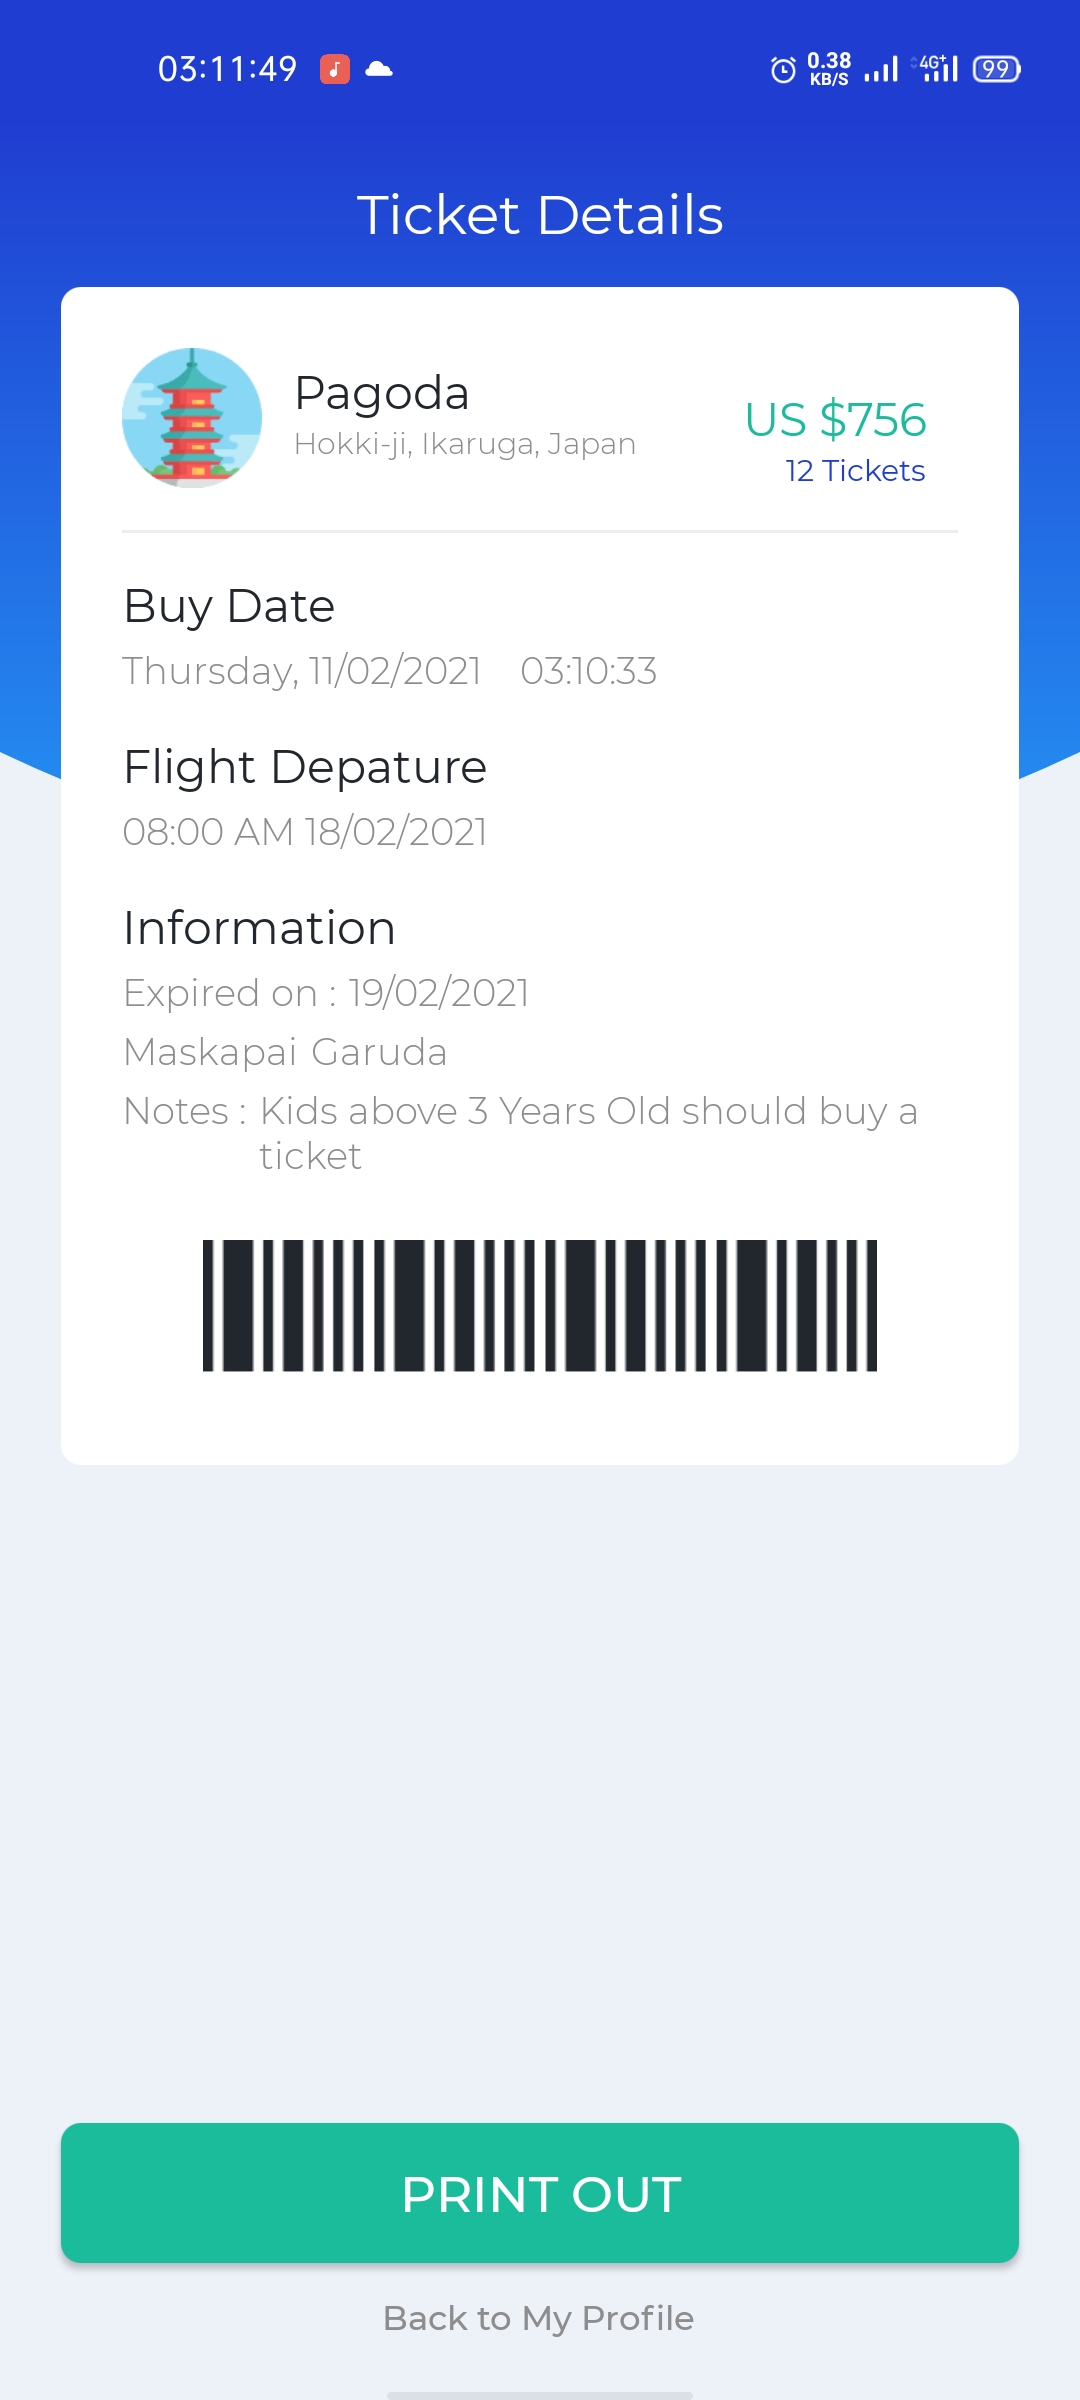 03:11:49
0.38
KB/S
4G+
99
Ticket Details
Pagoda
Hokki-ji, Ikaruga, Japan
US $756
12 Tickets
Buy Date
Thursday, 11/02/2021 03:10:33
Flight Depature
08:00 AM 18/02/2021
Information
Expired on : 19/02/2021
Maskapai Garuda
Notes : Kids above 3 Years Old should buy a
ticket
PRINT OUT
Back to My Profile